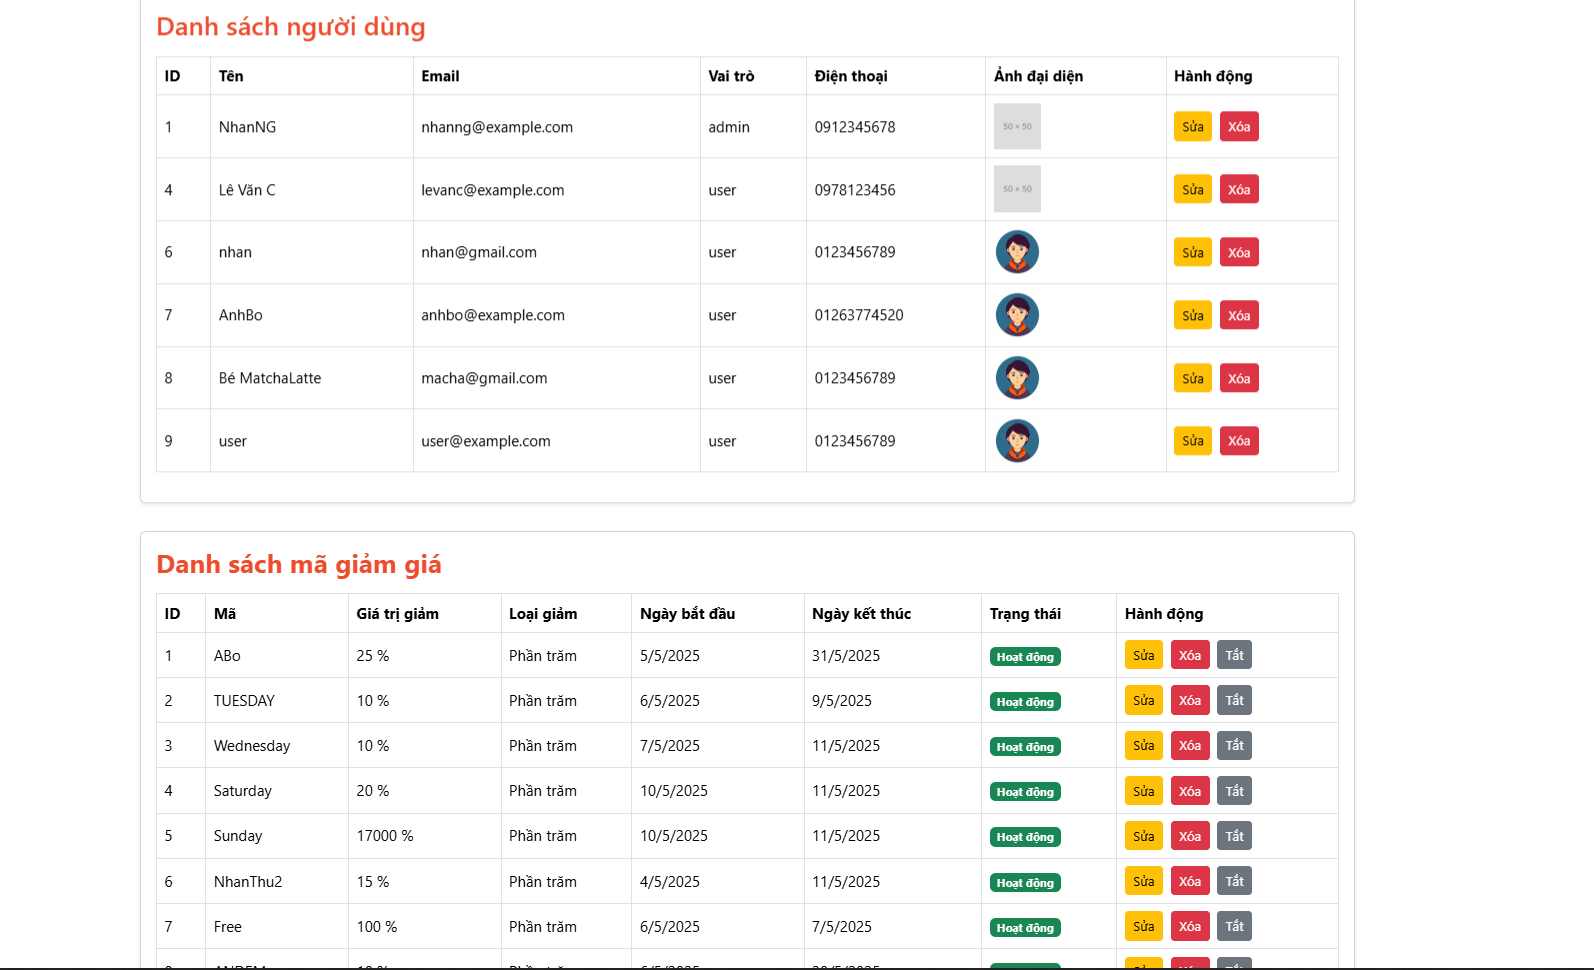 Danh sách người dùng
ID Tên Email Vai trò Điện thoại Ảnh đại diện Hành động
1 NhanNG nhanng@example.com admin 0912345678 50 × 50 Sửa Xóa
4 Lê Văn C levanc@example.com user 0978123456 50 × 50 Sửa Xóa
6 nhan nhan@gmail.com user 0123456789 Sửa Xóa
7 AnhBo anhbo@example.com user 01263774520 Sửa Xóa
8 Bé MatchaLatte macha@gmail.com user 0123456789 Sửa Xóa
9 user user@example.com user 0123456789 Sửa Xóa
Danh sách mã giảm giá
ID Mã Giá trị giảm Loại giảm Ngày bắt đầu Ngày kết thúc Trạng thái Hành động
1 ABo 25 % Phần trăm 5/5/2025 31/5/2025 Hoạt động Sửa Xóa Tắt
2 TUESDAY 10 % Phần trăm 6/5/2025 9/5/2025 Hoạt động Sửa Xóa Tắt
3 Wednesday 10 % Phần trăm 7/5/2025 11/5/2025 Hoạt động Sửa Xóa Tắt
4 Saturday 20 % Phần trăm 10/5/2025 11/5/2025 Hoạt động Sửa Xóa Tắt
5 Sunday 17000 % Phần trăm 10/5/2025 11/5/2025 Hoạt động Sửa Xóa Tắt
6 NhanThu2 15 % Phần trăm 4/5/2025 11/5/2025 Hoạt động Sửa Xóa Tắt
7 Free 100 % Phần trăm 6/5/2025 7/5/2025 Hoạt động Sửa Xóa Tắt